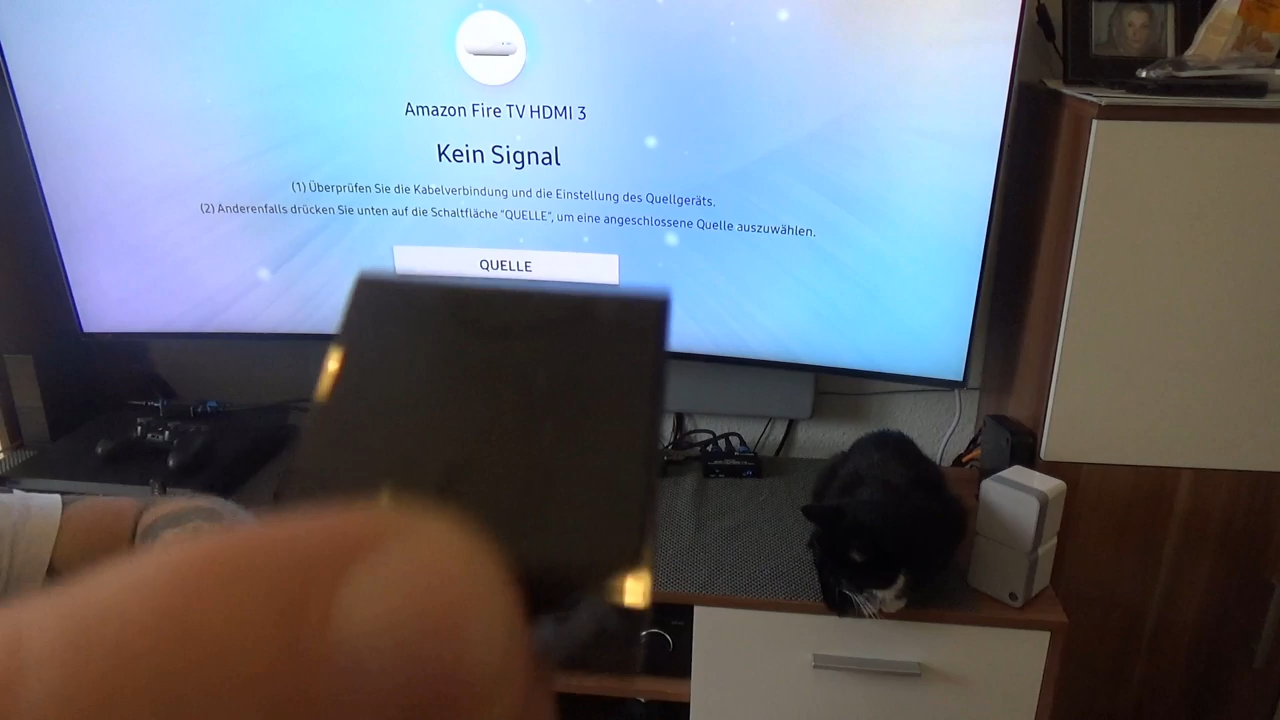 Amazon Fire TV HDMI 3
Kein Signal
(1) Überprüfen Sie die Kabelverbindung und die Einstellung des Quellgeräts.
(2) Anderenfalls drücken Sie unten auf die Schaltfläche "QUELLE", um eine angeschlossene Quelle auszuwählen.
QUELLE